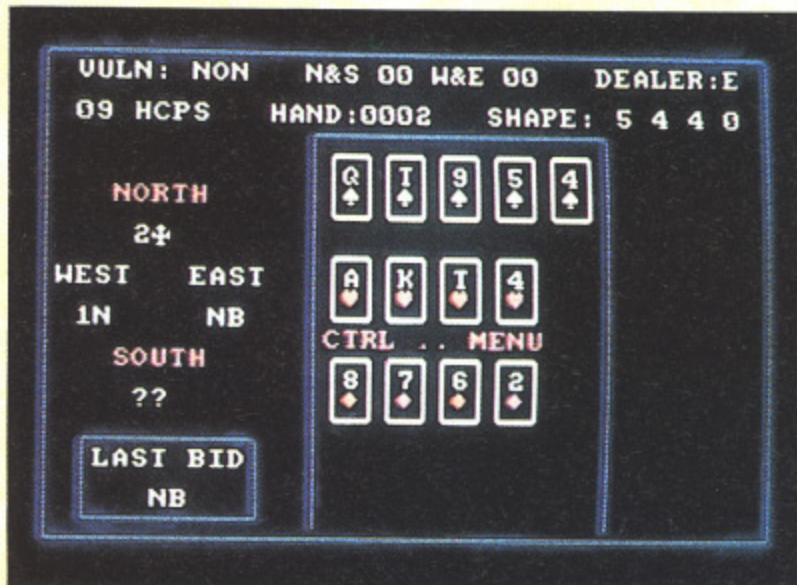 VULN: NON N&S 00 W&E 00 DEALER:E
09 HCPS HAND:0002 SHAPE: 5 4 4 0
NORTH
2♣
WEST EAST
1N NB
SOUTH
??
LAST BID
NB
Q♠ T♠ 9♠ 5♠ 4♠
A♥ K♥ T♥ 4♥
CTRL .. MENU
8♦ 7♦ 6♦ 2♦